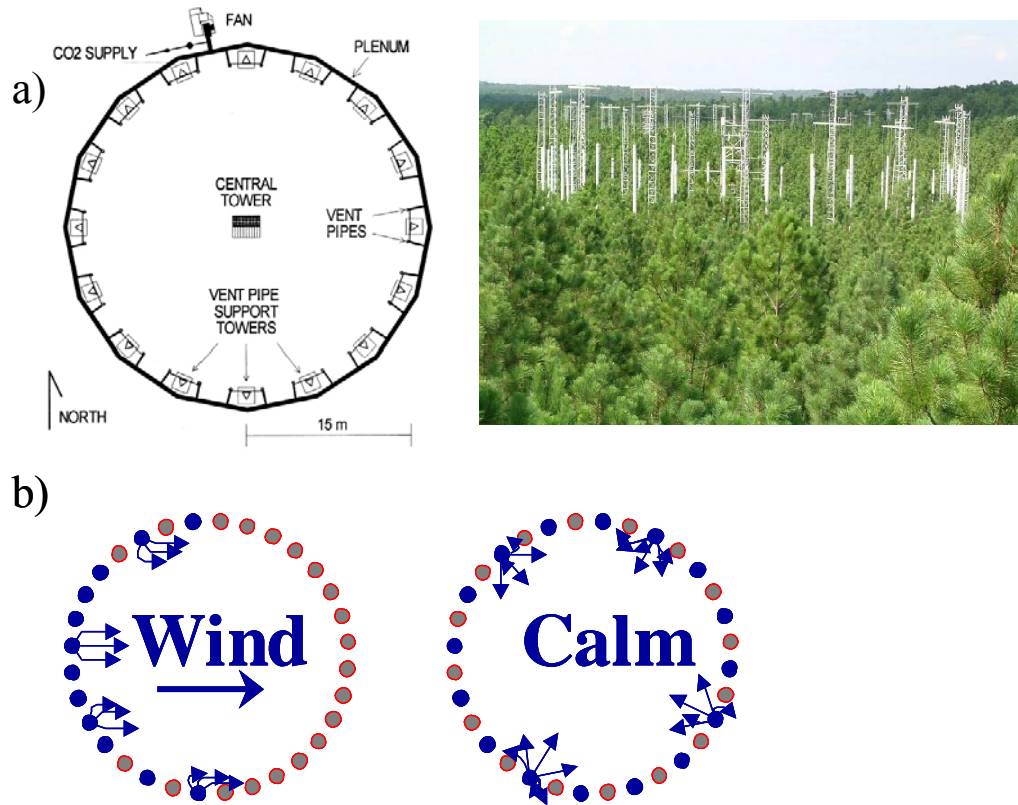 a)
FAN
CO2 SUPPLY
PLENUM
CENTRAL
TOWER
VENT
PIPES
VENT PIPE
SUPPORT
TOWERS
NORTH
15 m
b)
Wind
Calm